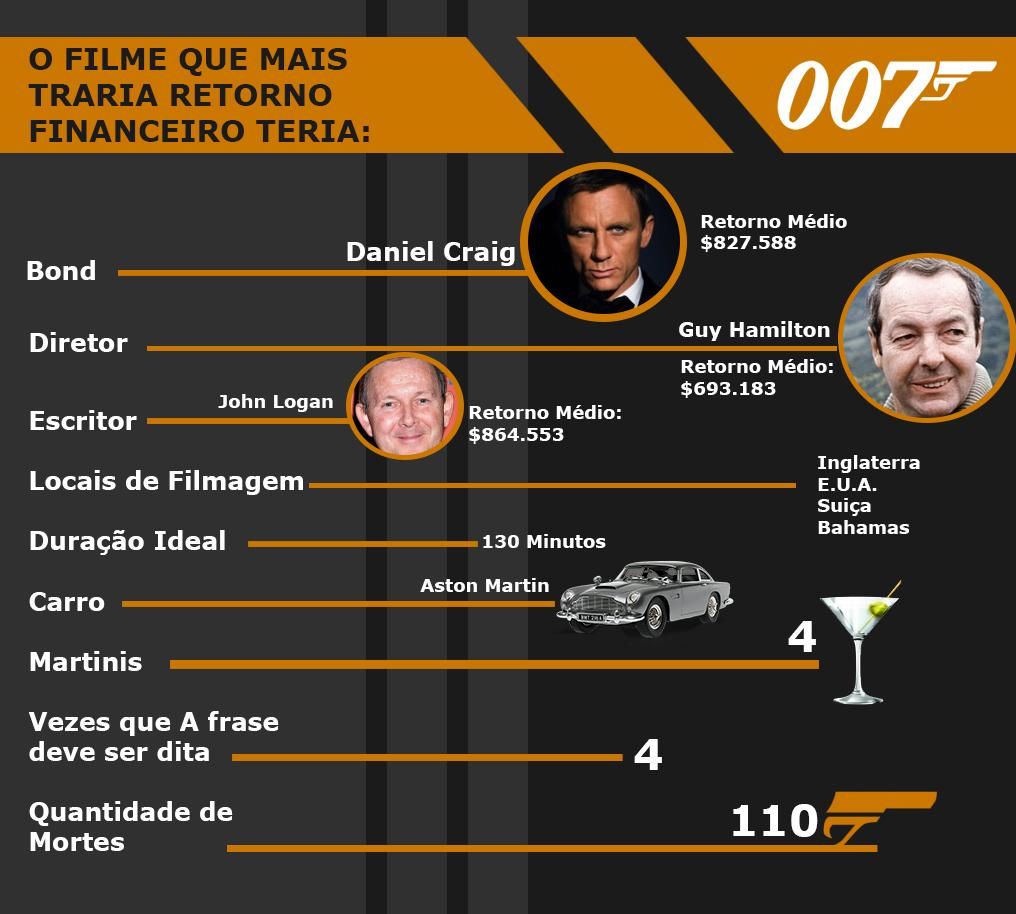 O FILME QUE MAIS
TRARIA RETORNO
FINANCEIRO TERIA:
007
Bond
Daniel Craig
Retorno Médio
$827.588
Diretor
Guy Hamilton
Retorno Médio:
$693.183
Escritor
John Logan
Retorno Médio:
$864.553
Locais de Filmagem
Inglaterra
E.U.A.
Suiça
Bahamas
Duração Ideal
130 Minutos
Carro
Aston Martin
Martinis
4
Vezes que A frase
deve ser dita
4
Quantidade de
Mortes
110